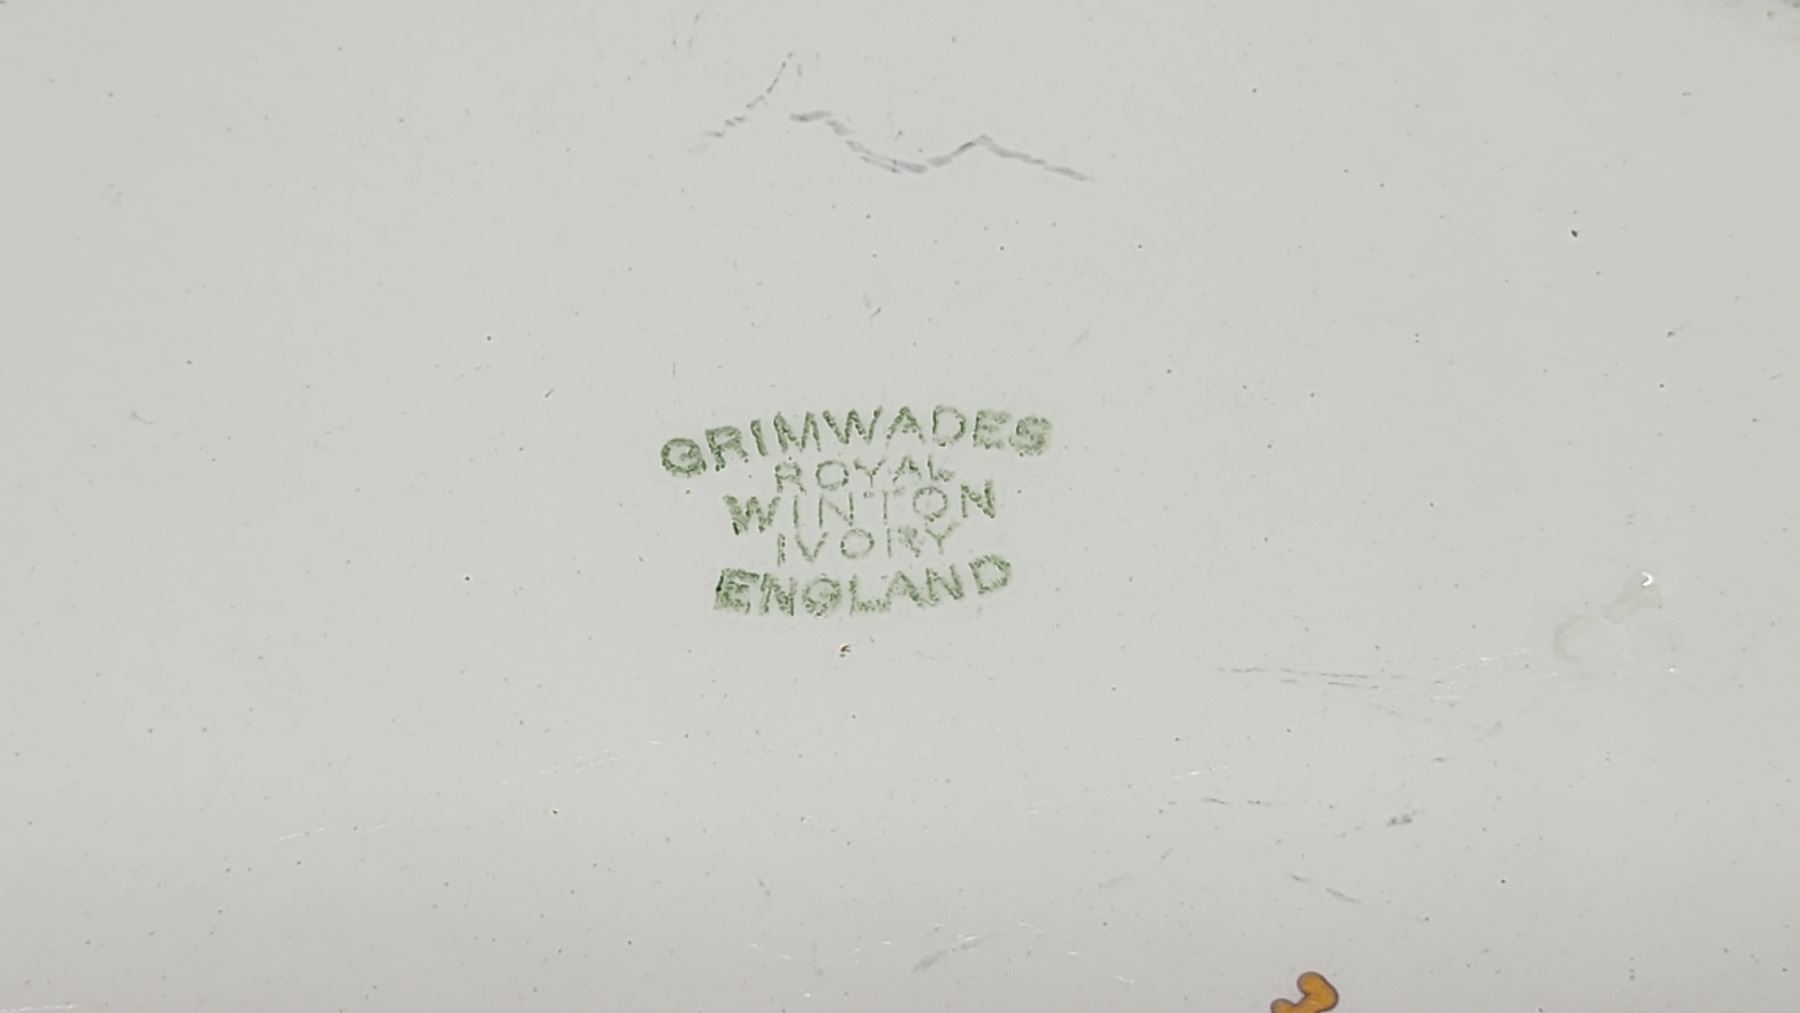 GRIMWADES
ROYAL
WINTON
IVORY
ENGLAND